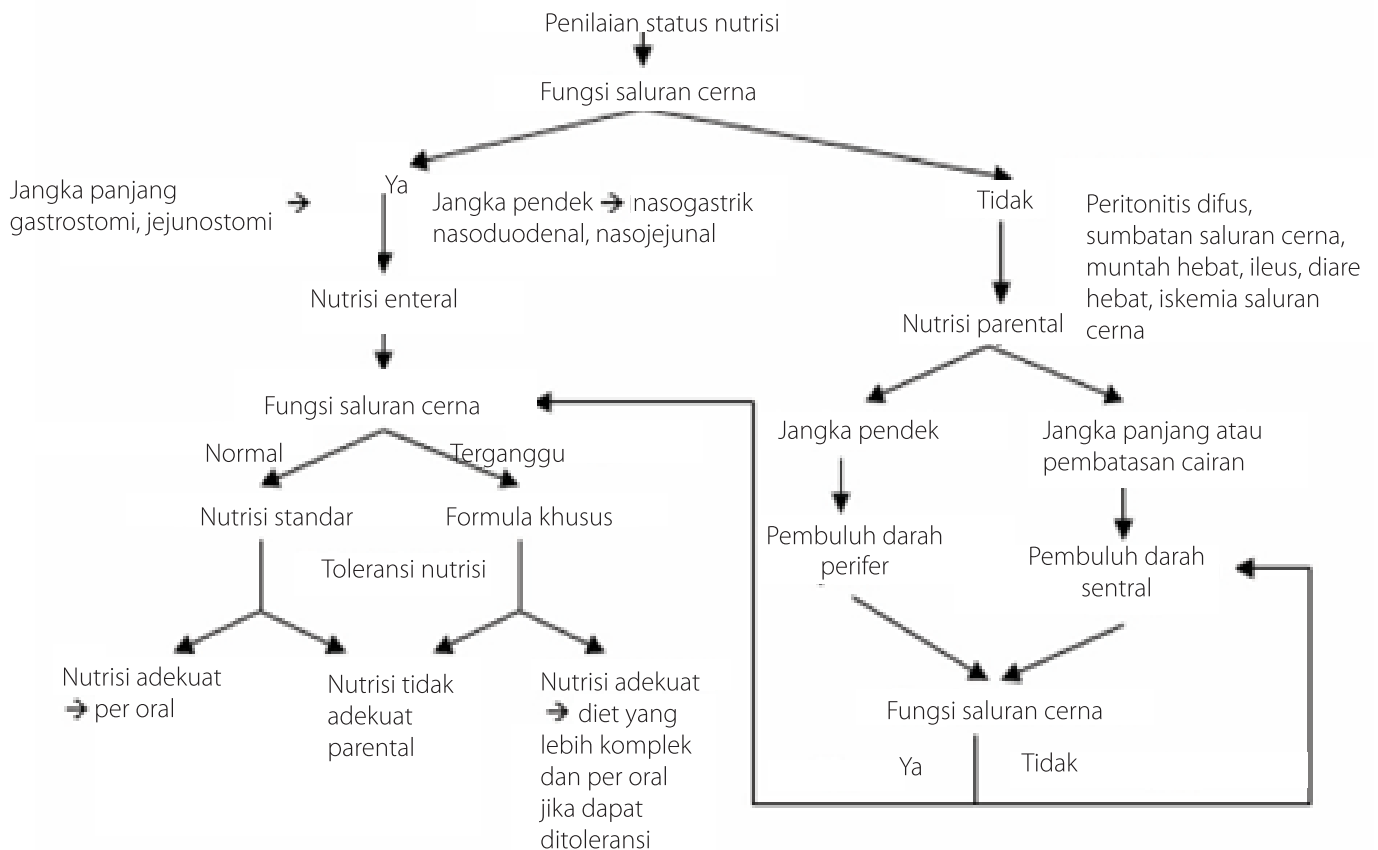 Penilaian status nutrisi
Fungsi saluran cerna
Ya
Tidak
Jangka panjang →
gastrostomi, jejunostomi
Jangka pendek → nasogastrik
nasoduodenal, nasojejunal
Peritonitis difus,
sumbatan saluran cerna,
muntah hebat, ileus, diare
hebat, iskemia saluran
cerna
Nutrisi enteral
Nutrisi parental
Fungsi saluran cerna
Normal
Terganggu
Jangka pendek
Jangka panjang atau
pembatasan cairan
Nutrisi standar
Formula khusus
Toleransi nutrisi
Pembuluh darah
perifer
Pembuluh darah
sentral
Nutrisi adekuat
→ per oral
Nutrisi tidak
adekuat
parental
Nutrisi adekuat
→ diet yang
lebih komplek
dan per oral
jika dapat
ditoleransi
Fungsi saluran cerna
Ya
Tidak